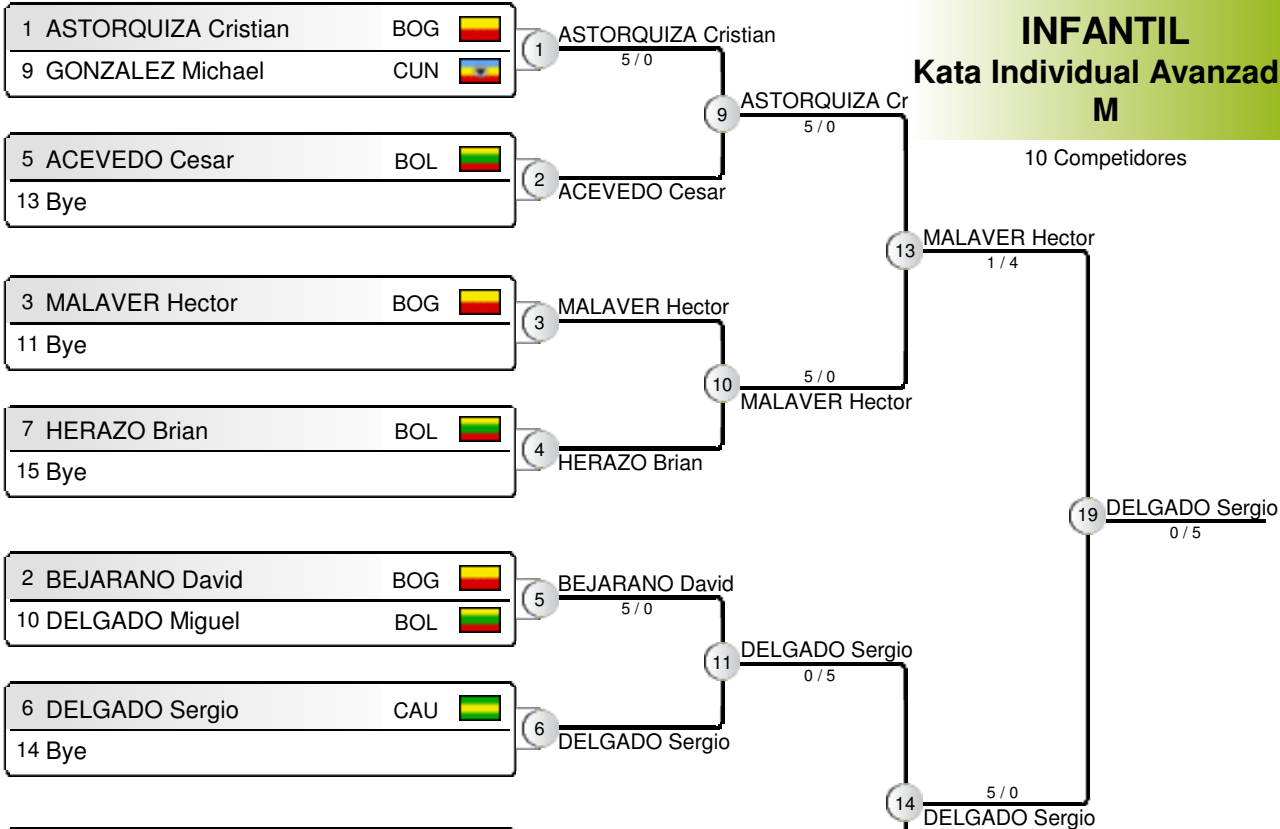 1 ASTORQUIZA Cristian BOG
9 GONZALEZ Michael CUN
1
ASTORQUIZA Cristian
5 / 0
INFANTIL
Kata Individual Avanzad
M
10 Competidores
9
ASTORQUIZA Cr
5 / 0
5 ACEVEDO Cesar BOL
13 Bye
2
ACEVEDO Cesar
13
MALAVER Hector
1 / 4
3 MALAVER Hector BOG
11 Bye
3
MALAVER Hector
10
5 / 0
MALAVER Hector
7 HERAZO Brian BOL
15 Bye
4
HERAZO Brian
19
DELGADO Sergio
0 / 5
2 BEJARANO David BOG
10 DELGADO Miguel BOL
5
BEJARANO David
5 / 0
11
DELGADO Sergio
0 / 5
6 DELGADO Sergio CAU
14 Bye
6
DELGADO Sergio
14
5 / 0
DELGADO Sergio